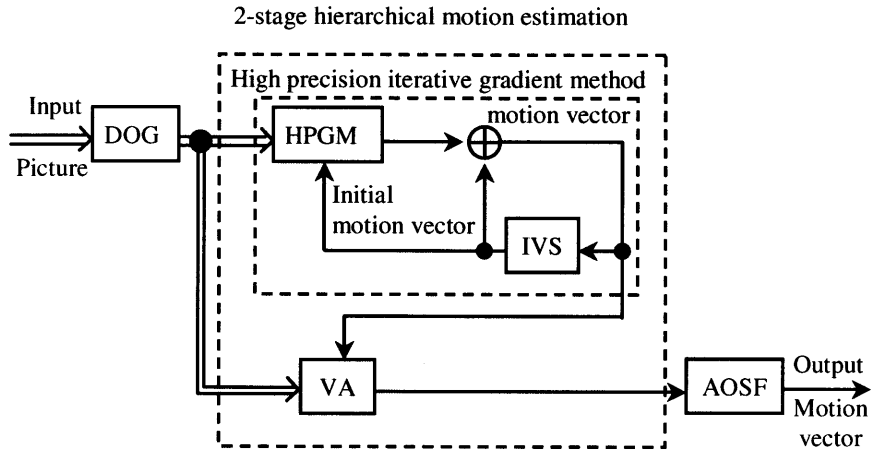 2-stage hierarchical motion estimation
High precision iterative gradient method
Input
Picture
DOG
HPGM
motion vector
Initial
motion vector
IVS
VA
AOSF
Output
Motion
vector